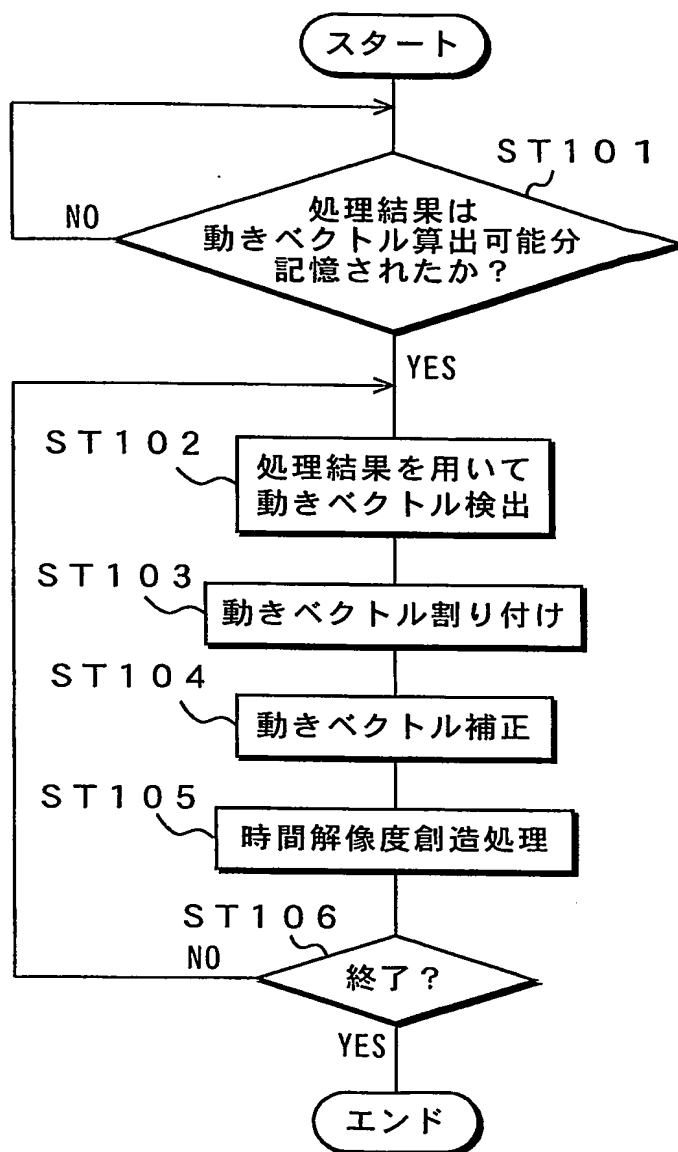 スタート
ST101
処理結果は
動きベクトル算出可能分
記憶されたか?
NO
YES
ST102
処理結果を用いて
動きベクトル検出
ST103
動きベクトル割り付け
ST104
動きベクトル補正
ST105
時間解像度創造処理
ST106
NO
終了?
YES
エンド